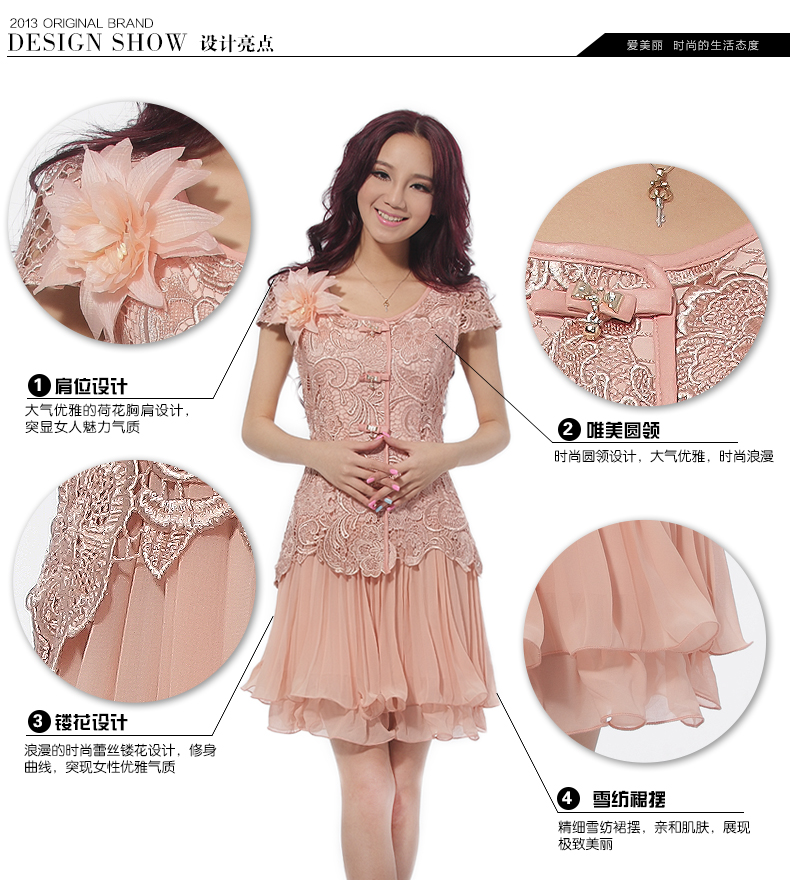 2013 ORIGINAL BRAND
DESIGN SHOW 设计亮点
爱美丽 时尚的生活态度
1 肩位设计
大气优雅的荷花胸肩设计，
突显女人魅力气质
2 唯美圆领
时尚圆领设计，大气优雅，时尚浪漫
3 镂花设计
浪漫的时尚蕾丝镂花设计，修身
曲线，突现女性优雅气质
4 雪纺裙摆
精细雪纺裙摆，亲和肌肤，展现
极致美丽